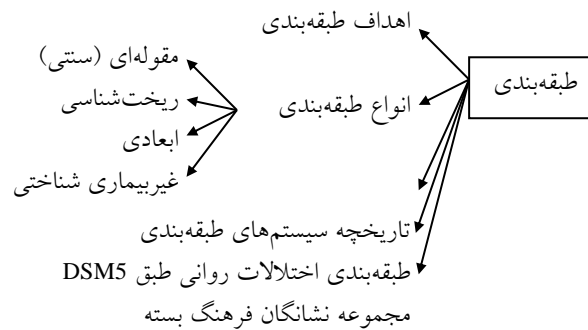 طبقه‌بندی
اهداف طبقه‌بندی
انواع طبقه‌بندی
مقوله‌ای (سنتی)
ریخت‌شناسی
ابعادی
غیربیماری شناختی
تاریخچه سیستم‌های طبقه‌بندی
طبقه‌بندی اختلالات روانی طبق DSM5
مجموعه نشانگان فرهنگ بسته